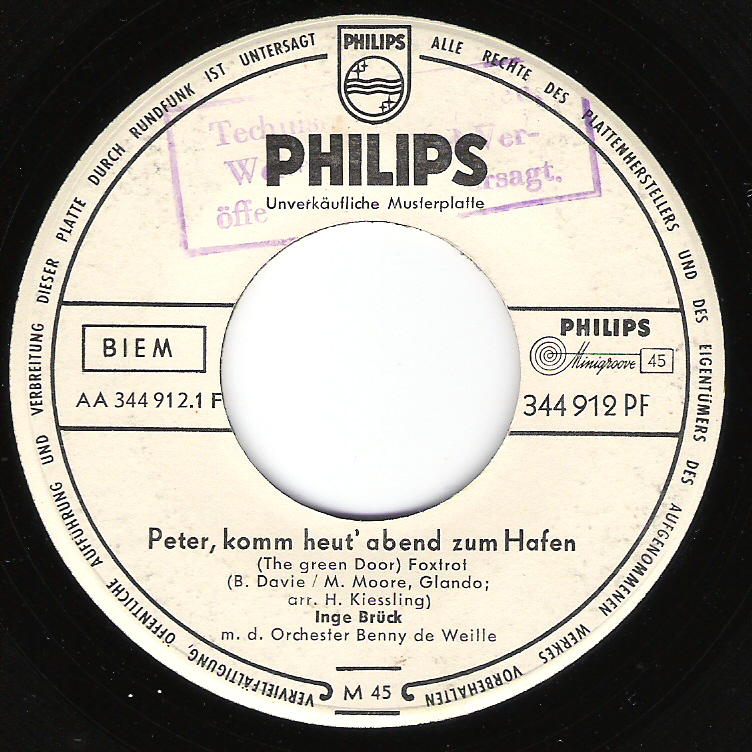 ALLE RECHTE DES PLATTENHERSTELLERS UND DES EIGENTÜMERS DES AUFGENOMMENEN WERKES VORBEHALTEN
VERVIELFÄLTIGUNG, ÖFFENTLICHE AUFFÜHRUNG UND VERBREITUNG DIESER PLATTE DURCH RUNDFUNK IST UNTERSAGT
PHILIPS
PHILIPS
Unverkäufliche Musterplatte
BIEM
AA 344 912.1 F
PHILIPS
Minigroove 45
344 912 PF
Peter, komm heut' abend zum Hafen
(The green Door) Foxtrot
(B. Davie / M. Moore, Glando;
arr. H. Kiessling)
Inge Brück
m. d. Orchester Benny de Weille
M 45